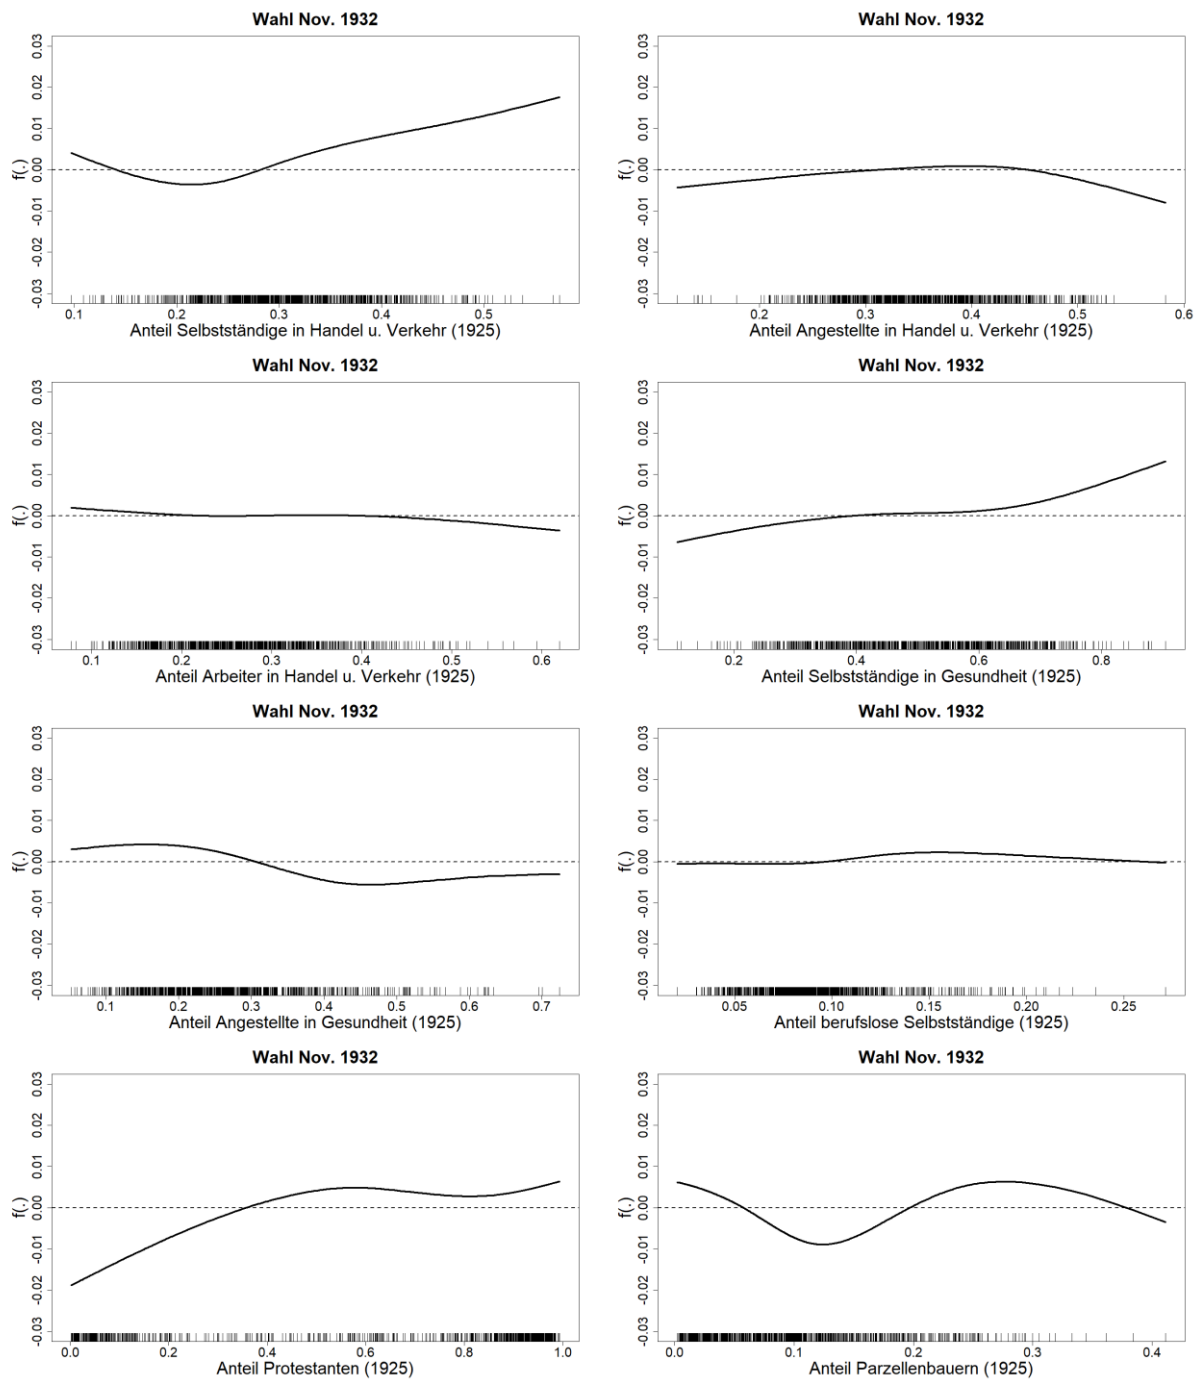 Wahl Nov. 1932
f(.)
0.03
0.02
0.01
0.00
-0.01
-0.02
-0.03
0.1 0.2 0.3 0.4 0.5
Anteil Selbstständige in Handel u. Verkehr (1925)
Wahl Nov. 1932
f(.)
0.03
0.02
0.01
0.00
-0.01
-0.02
-0.03
0.2 0.3 0.4 0.5 0.6
Anteil Angestellte in Handel u. Verkehr (1925)
Wahl Nov. 1932
f(.)
0.03
0.02
0.01
0.00
-0.01
-0.02
-0.03
0.1 0.2 0.3 0.4 0.5 0.6
Anteil Arbeiter in Handel u. Verkehr (1925)
Wahl Nov. 1932
f(.)
0.03
0.02
0.01
0.00
-0.01
-0.02
-0.03
0.2 0.4 0.6 0.8
Anteil Selbstständige in Gesundheit (1925)
Wahl Nov. 1932
f(.)
0.03
0.02
0.01
0.00
-0.01
-0.02
-0.03
0.1 0.2 0.3 0.4 0.5 0.6 0.7
Anteil Angestellte in Gesundheit (1925)
Wahl Nov. 1932
f(.)
0.03
0.02
0.01
0.00
-0.01
-0.02
-0.03
0.05 0.10 0.15 0.20 0.25
Anteil berufslose Selbstständige (1925)
Wahl Nov. 1932
f(.)
0.03
0.02
0.01
0.00
-0.01
-0.02
-0.03
0.0 0.2 0.4 0.6 0.8 1.0
Anteil Protestanten (1925)
Wahl Nov. 1932
f(.)
0.03
0.02
0.01
0.00
-0.01
-0.02
-0.03
0.0 0.1 0.2 0.3 0.4
Anteil Parzellenbauern (1925)